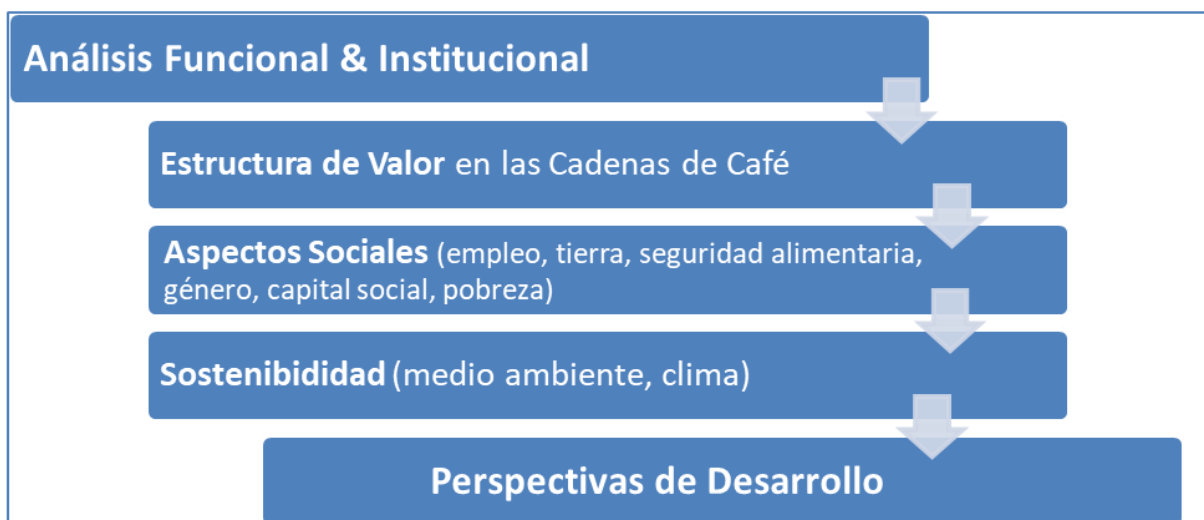 Análisis Funcional & Institucional
Estructura de Valor en las Cadenas de Café
Aspectos Sociales (empleo, tierra, seguridad alimentaria,
género, capital social, pobreza)
Sostenibididad (medio ambiente, clima)
Perspectivas de Desarrollo